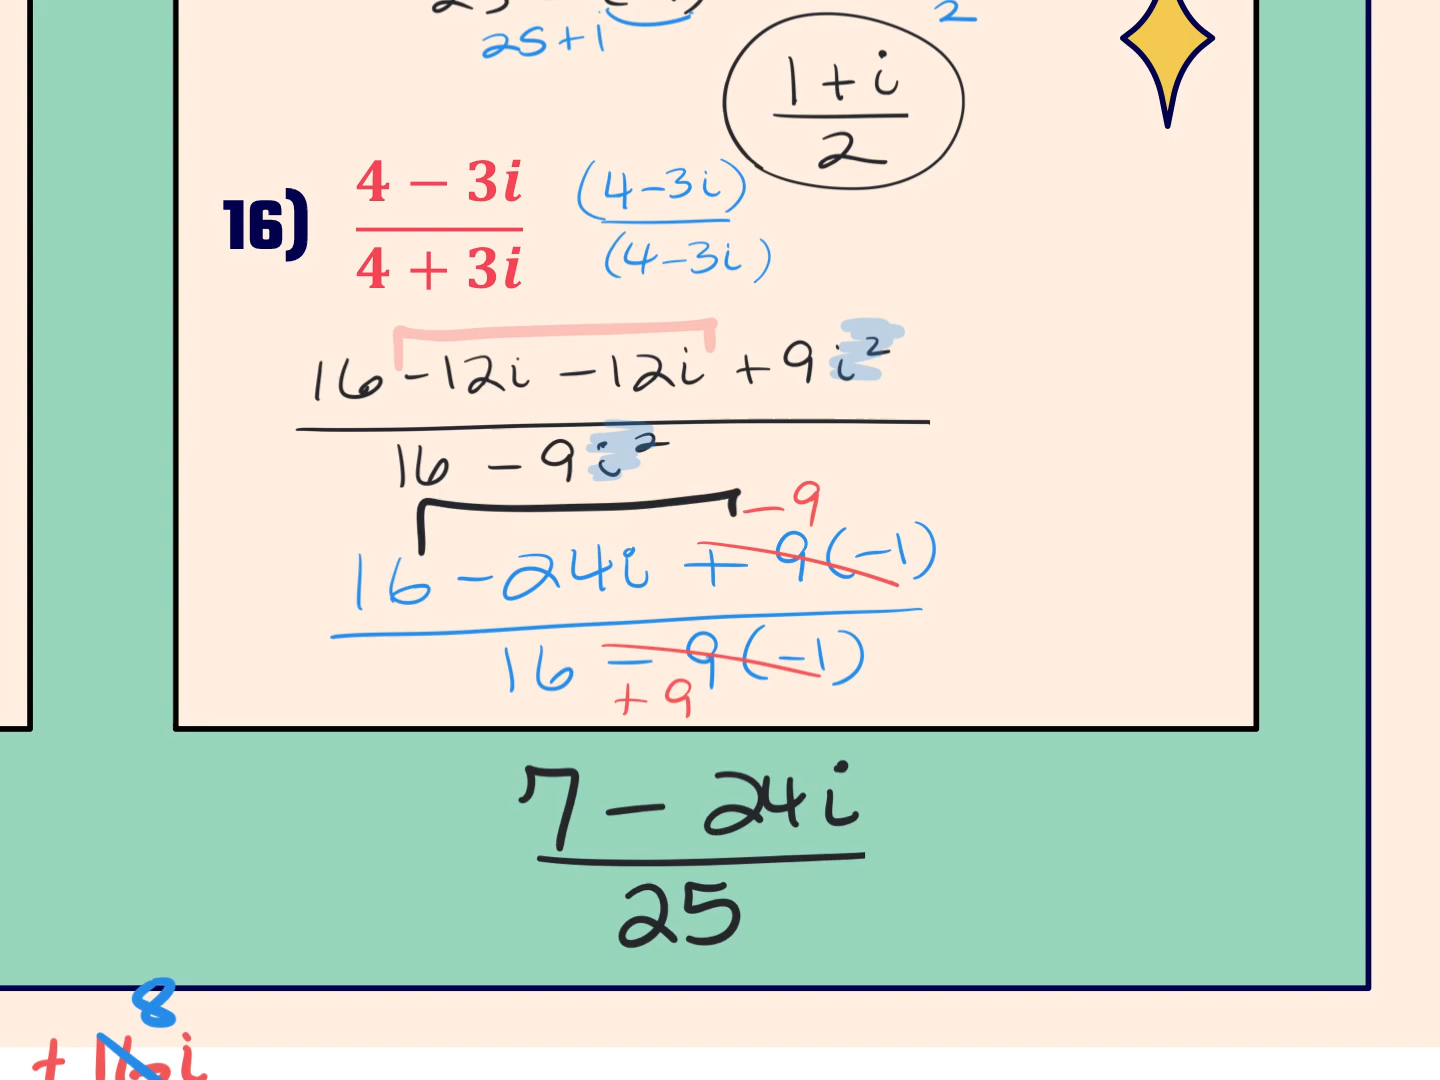 25+i
2
1+i
2
16) 4 − 3i (4-3i)
4 + 3i (4-3i)
16 -12i -12i +9i²
16 - 9i²
-9
16 -24i + 9(-1)
16 - 9(-1)
+9
7 - 24i
25
8
+ 16i